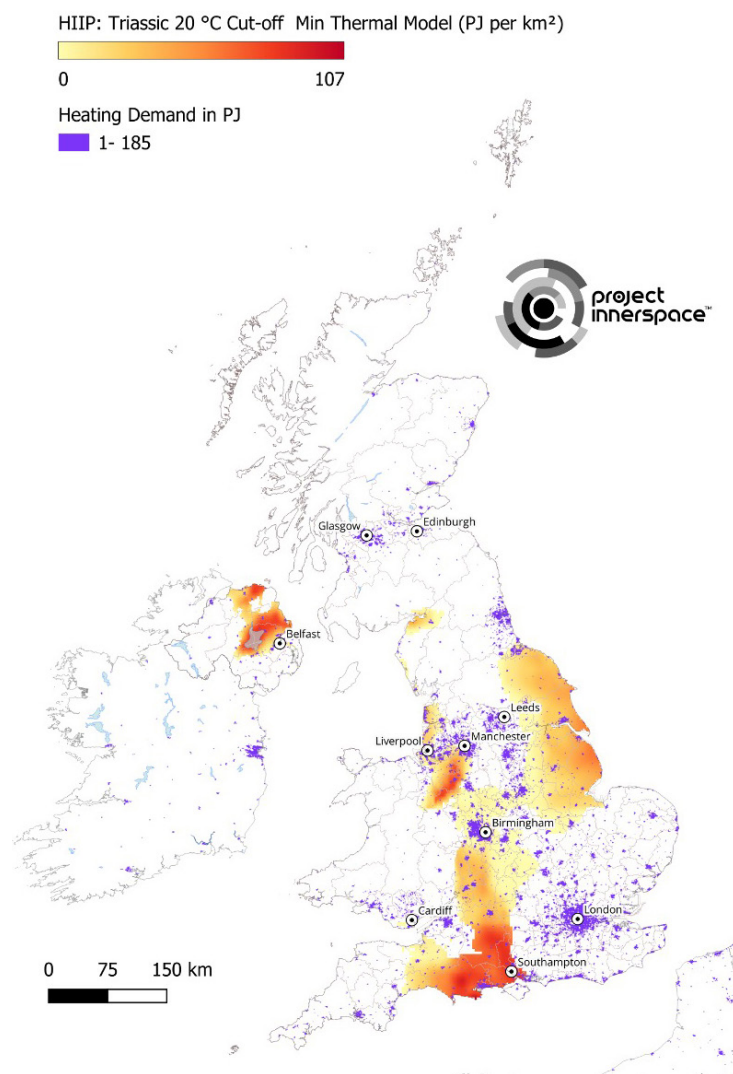 HIIP: Triassic 20 °C Cut-off  Min Thermal Model (PJ per km²)
0 107
Heating Demand in PJ
1- 185
project
innerspace™
Glasgow
Edinburgh
Belfast
Leeds
Liverpool
Manchester
Birmingham
Cardiff
London
0 75 150 km
Southampton